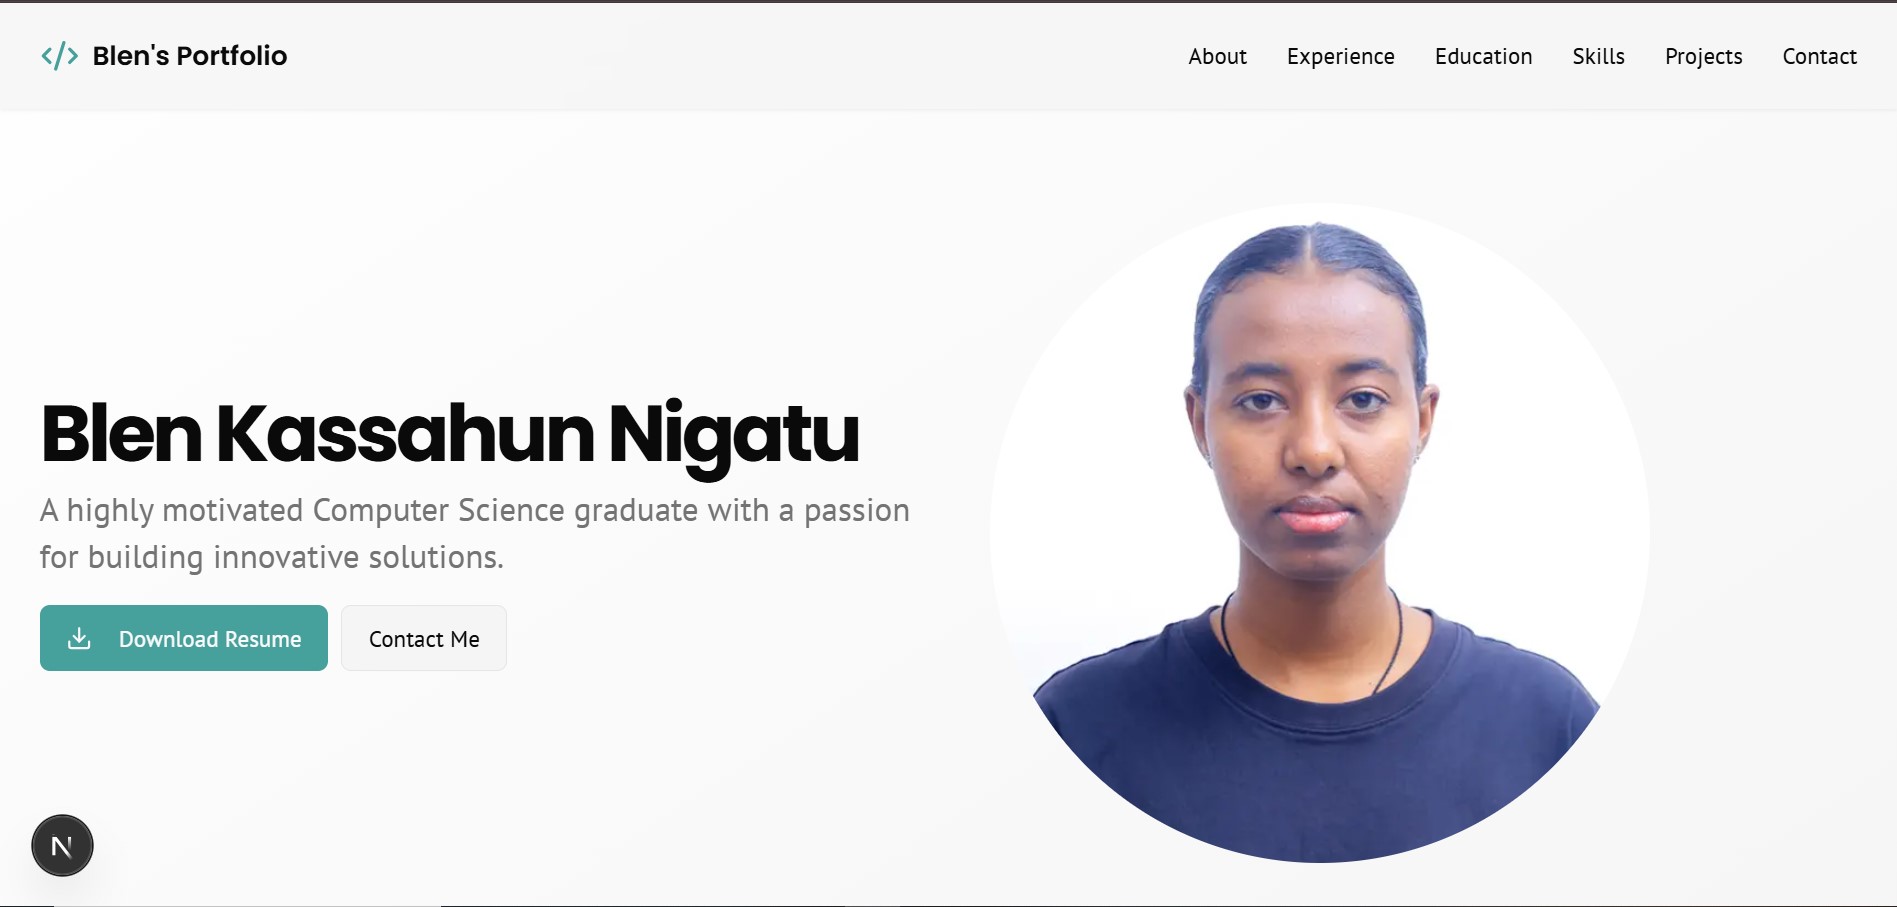 </> Blen's Portfolio
About Experience Education Skills Projects Contact
Blen Kassahun Nigatu
A highly motivated Computer Science graduate with a passion
for building innovative solutions.
Download Resume Contact Me
N